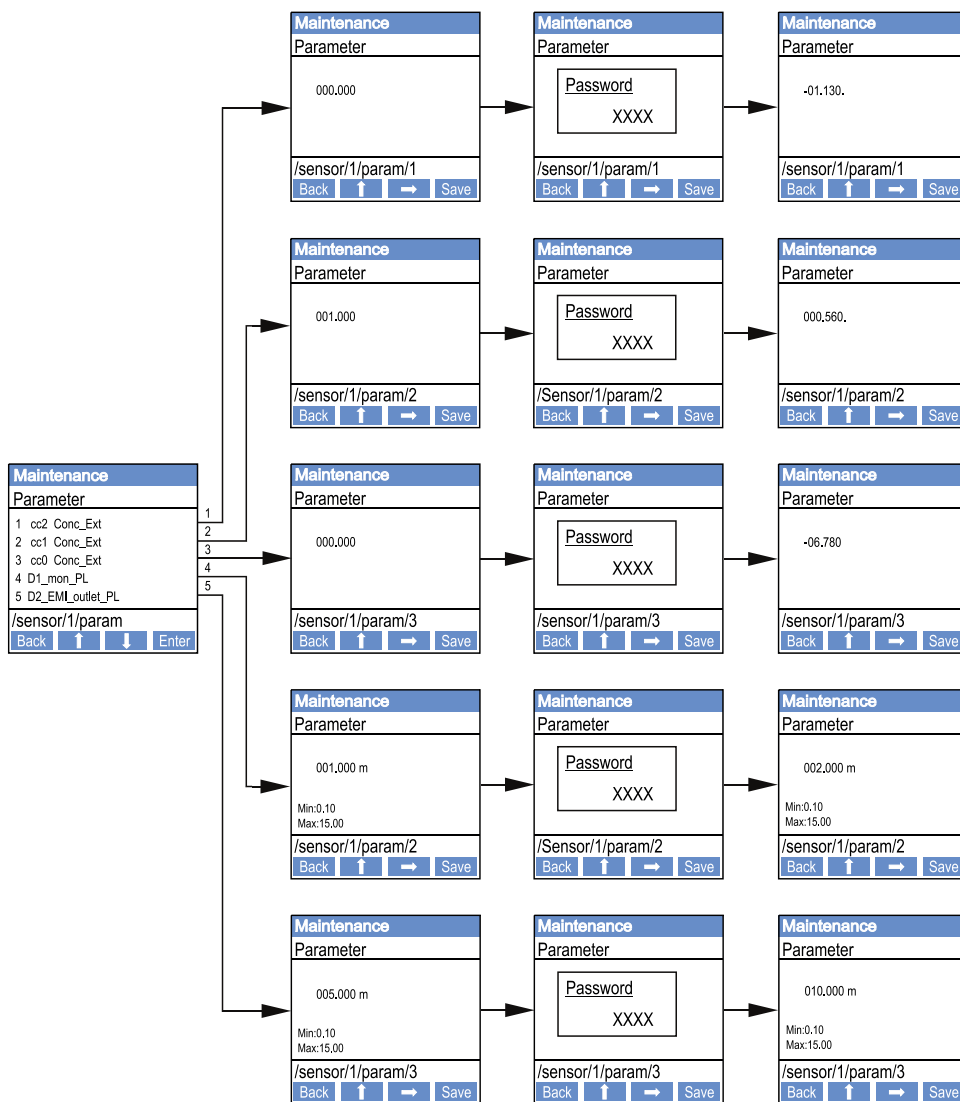 Maintenance
Parameter
000.000
/sensor/1/param/1
Back Save
Maintenance
Parameter
Password
XXXX
/sensor/1/param/1
Back Save
Maintenance
Parameter
-01.130.
/sensor/1/param/1
Back Save
Maintenance
Parameter
001.000
/sensor/1/param/2
Back Save
Maintenance
Parameter
Password
XXXX
/Sensor/1/param/2
Back Save
Maintenance
Parameter
000.560.
/sensor/1/param/2
Back Save
Maintenance
Parameter
1 cc2 Conc_Ext
2 cc1 Conc_Ext
3 cc0 Conc_Ext
4 D1_mon_PL
5 D2_EMI_outlet_PL
/sensor/1/param
Back Enter
1
2
3
4
5
Maintenance
Parameter
000.000
/sensor/1/param/3
Back Save
Maintenance
Parameter
Password
XXXX
/sensor/1/param/3
Back Save
Maintenance
Parameter
-06.780
/sensor/1/param/3
Back Save
Maintenance
Parameter
001.000 m
Min:0.10
Max:15.00
/sensor/1/param/2
Back Save
Maintenance
Parameter
Password
XXXX
/Sensor/1/param/2
Back Save
Maintenance
Parameter
002.000 m
Min:0.10
Max:15.00
/sensor/1/param/2
Back Save
Maintenance
Parameter
005.000 m
Min:0.10
Max:15.00
/sensor/1/param/3
Back Save
Maintenance
Parameter
Password
XXXX
/sensor/1/param/3
Back Save
Maintenance
Parameter
010.000 m
Min:0.10
Max:15.00
/sensor/1/param/3
Back Save